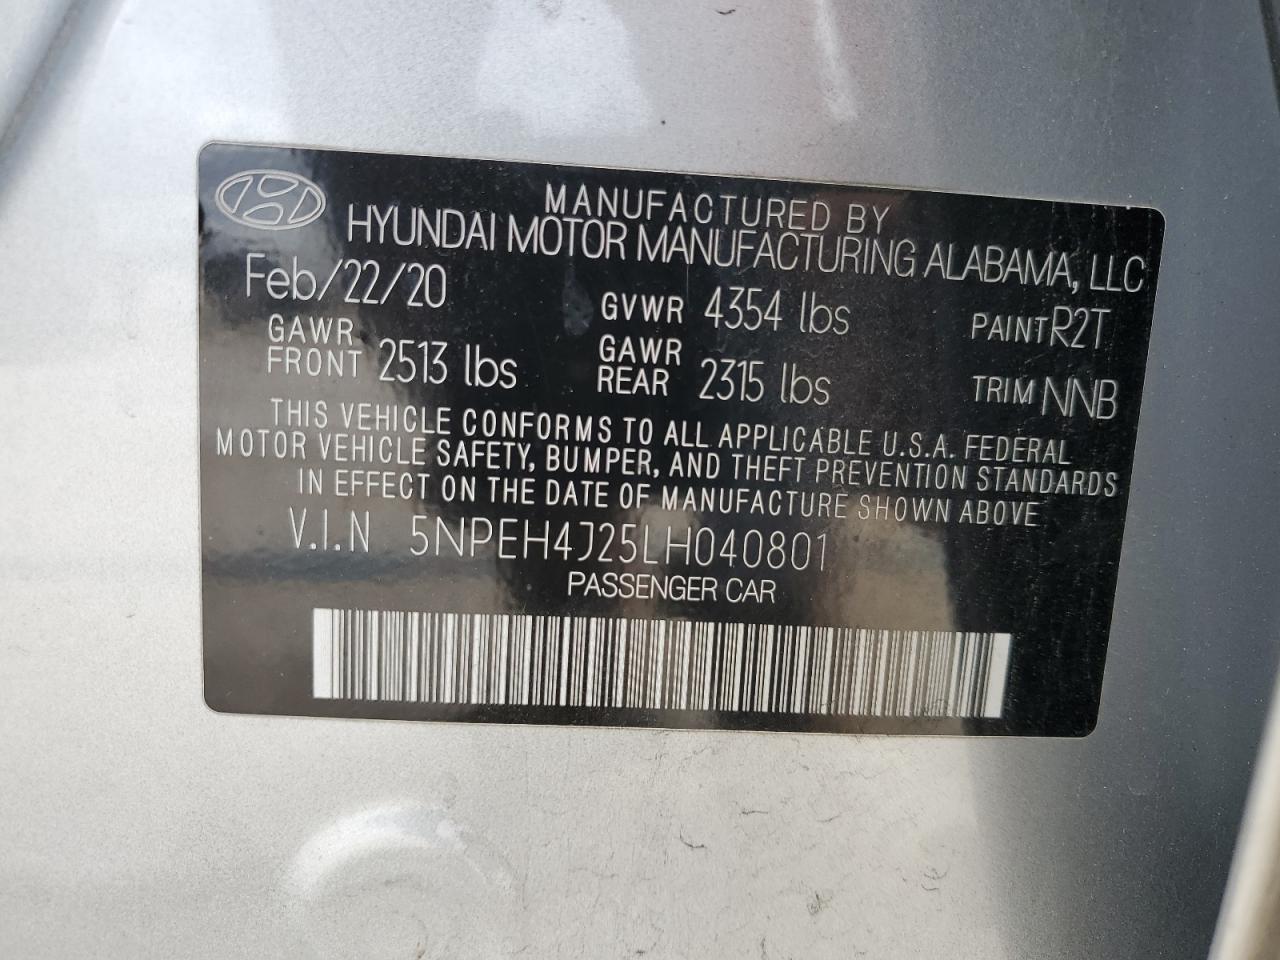 MANUFACTURED BY
HYUNDAI MOTOR MANUFACTURING ALABAMA, LLC
Feb/22/20 GVWR 4354 lbs PAINT R2T
GAWR FRONT 2513 lbs GAWR REAR 2315 lbs TRIM NNB
THIS VEHICLE CONFORMS TO ALL APPLICABLE U.S.A. FEDERAL
MOTOR VEHICLE SAFETY, BUMPER, AND THEFT PREVENTION STANDARDS
IN EFFECT ON THE DATE OF MANUFACTURE SHOWN ABOVE
V.I.N 5NPEH4J25LH040801
PASSENGER CAR